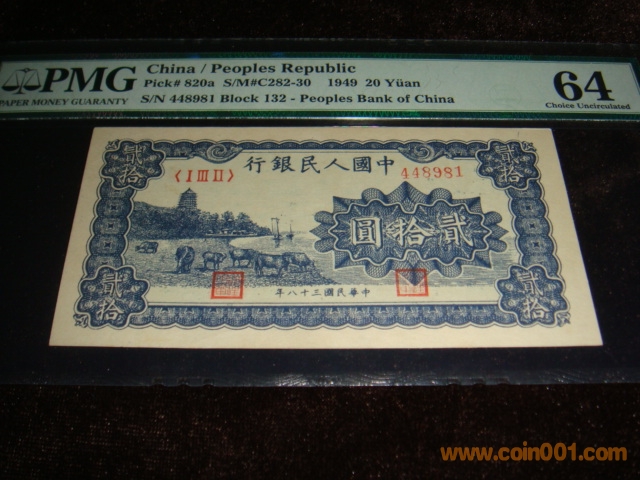 PMG
PAPER MONEY GUARANTY
China / Peoples Republic
Pick# 820a S/M#C282-30 1949 20 Yüan
S/N 448981 Block 132 - Peoples Bank of China
64
Choice Uncirculated
行銀民人國中
〈I III II〉
448981
圓拾貳
年八十三國民華中
貳拾
貳拾
貳拾
貳拾
www.coin001.com